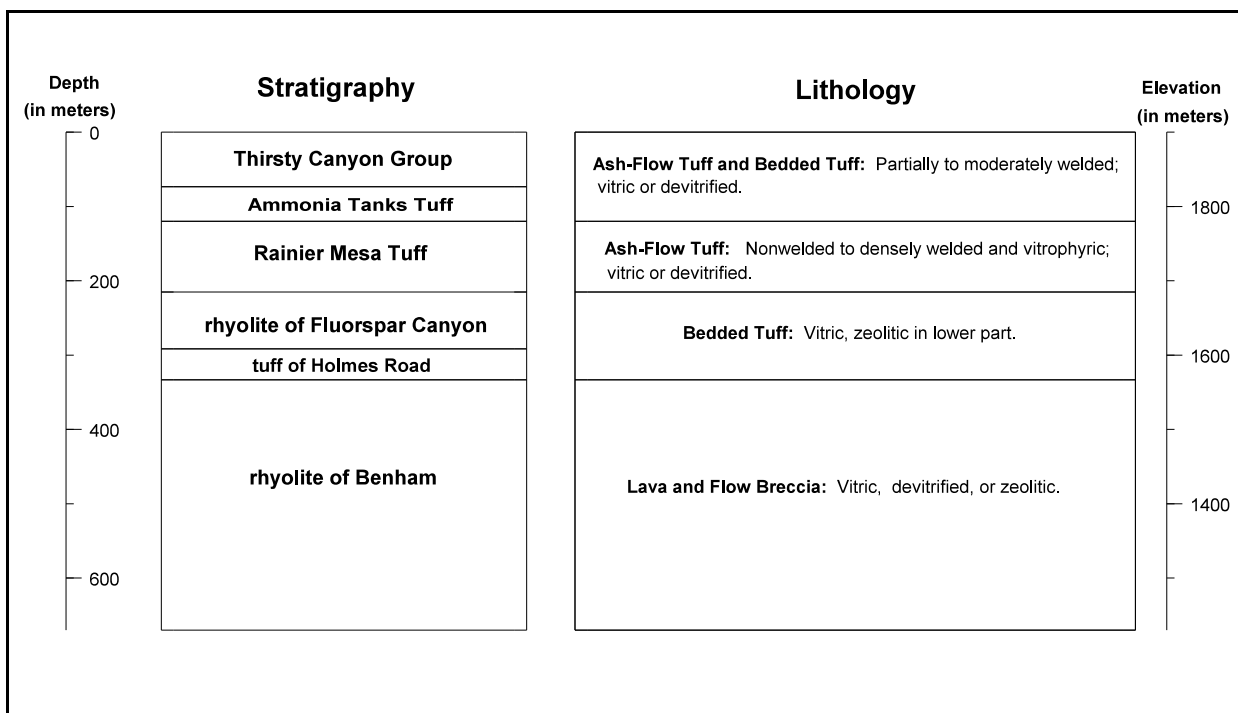 Depth
(in meters)
Stratigraphy
Lithology
Elevation
(in meters)
0
200
400
600
Thirsty Canyon Group
Ammonia Tanks Tuff
Rainier Mesa Tuff
rhyolite of Fluorspar Canyon
tuff of Holmes Road
rhyolite of Benham
Ash-Flow Tuff and Bedded Tuff: Partially to moderately welded;
vitric or devitrified.
Ash-Flow Tuff: Nonwelded to densely welded and vitrophyric;
vitric or devitrified.
Bedded Tuff: Vitric, zeolitic in lower part.
Lava and Flow Breccia: Vitric, devitrified, or zeolitic.
1800
1600
1400